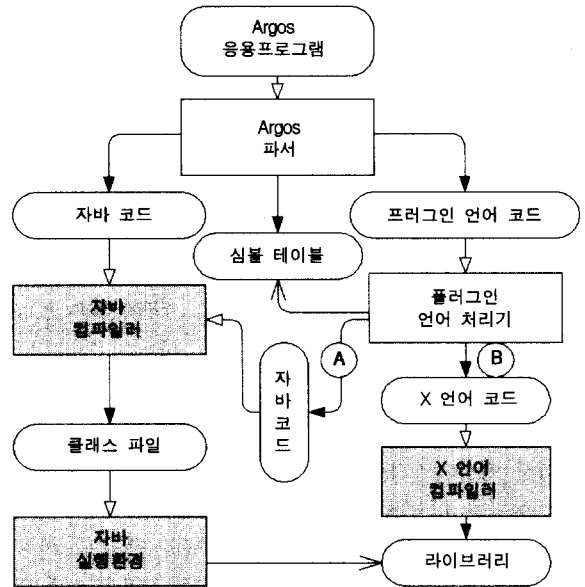 Argos
응용프로그램
Argos
파서
자바 코드
프러그인 언어 코드
심볼 테이블
자바
컴파일러
플러그인
언어 처리기
A
B
자
바
코
드
X 언어 코드
클래스 파일
X 언어
컴파일러
자바
실행환경
라이브러리